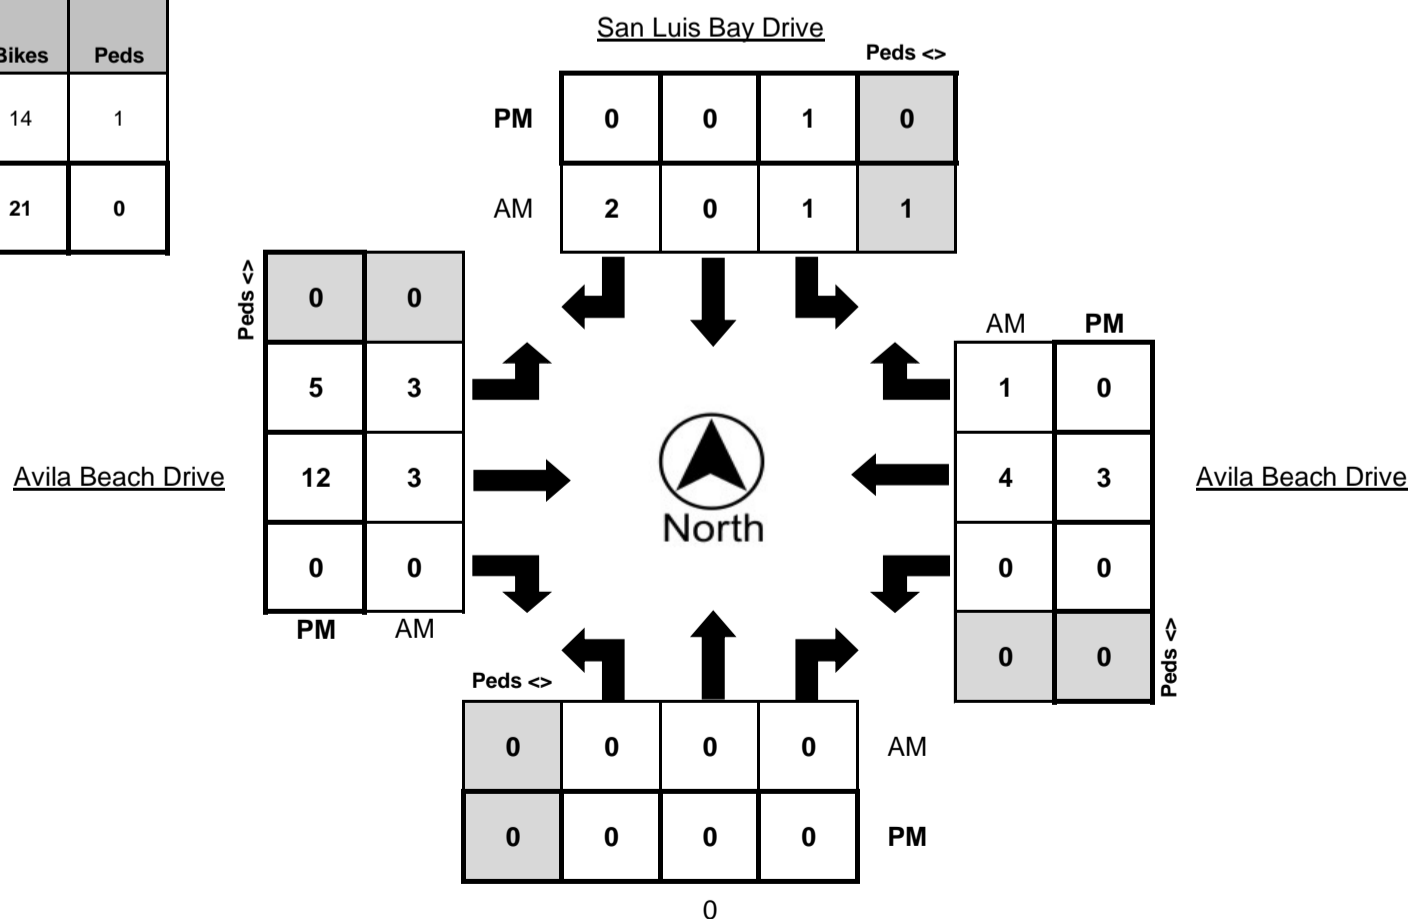 San Luis Bay Drive
Bikes Peds
Peds <>
14 1
PM 0 0 1 0
21 0
AM 2 0 1 1
Peds <>
0 0
AM PM
5 3
1 0
Avila Beach Drive
12 3
North
4 3
Avila Beach Drive
0 0
0 0
PM AM
0 0
Peds <>
Peds <>
0 0 0 0 AM
0 0 0 0 PM
0